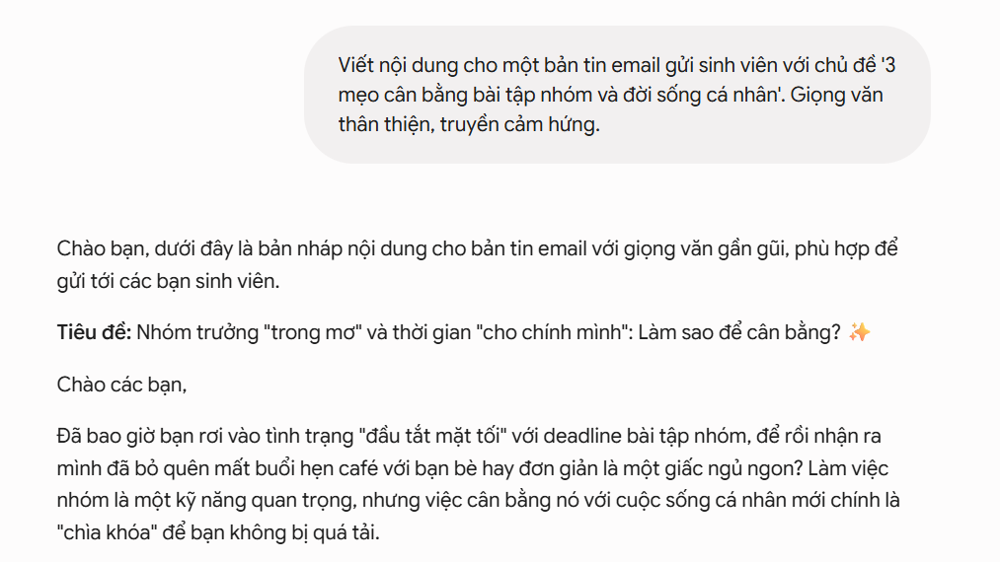 Viết nội dung cho một bản tin email gửi sinh viên với chủ đề '3
mẹo cân bằng bài tập nhóm và đời sống cá nhân'. Giọng văn
thân thiện, truyền cảm hứng.
Chào bạn, dưới đây là bản nháp nội dung cho bản tin email với giọng văn gần gũi, phù hợp để
gửi tới các bạn sinh viên.
Tiêu đề: Nhóm trưởng "trong mơ" và thời gian "cho chính mình": Làm sao để cân bằng? ✨
Chào các bạn,
Đã bao giờ bạn rơi vào tình trạng "đầu tắt mặt tối" với deadline bài tập nhóm, để rồi nhận ra
mình đã bỏ quên mất buổi hẹn café với bạn bè hay đơn giản là một giấc ngủ ngon? Làm việc
nhóm là một kỹ năng quan trọng, nhưng việc cân bằng nó với cuộc sống cá nhân mới chính là
"chìa khóa" để bạn không bị quá tải.